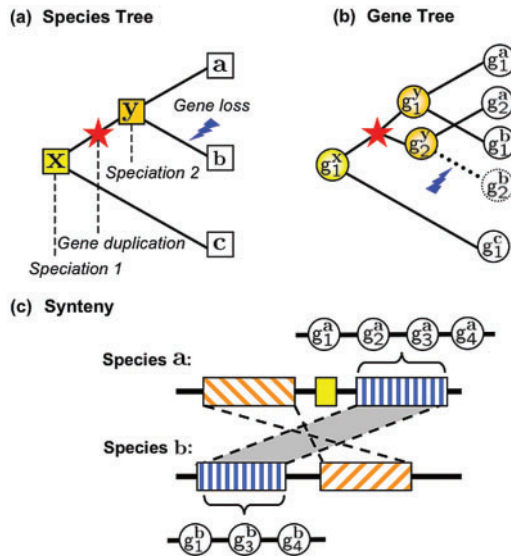 (a) Species Tree
a
y
Gene loss
x
b
Speciation 2
Gene duplication
c
Speciation 1
(b) Gene Tree
g₁ᵃ
g₁ʸ
g₂ᵃ
g₂ʸ
g₁ᵇ
g₁ˣ
g₂ᵇ
g₁ᶜ
(c) Synteny
g₁ᵃ g₂ᵃ g₃ᵃ g₄ᵃ
Species a:
Species b:
g₁ᵇ g₃ᵇ g₄ᵇ